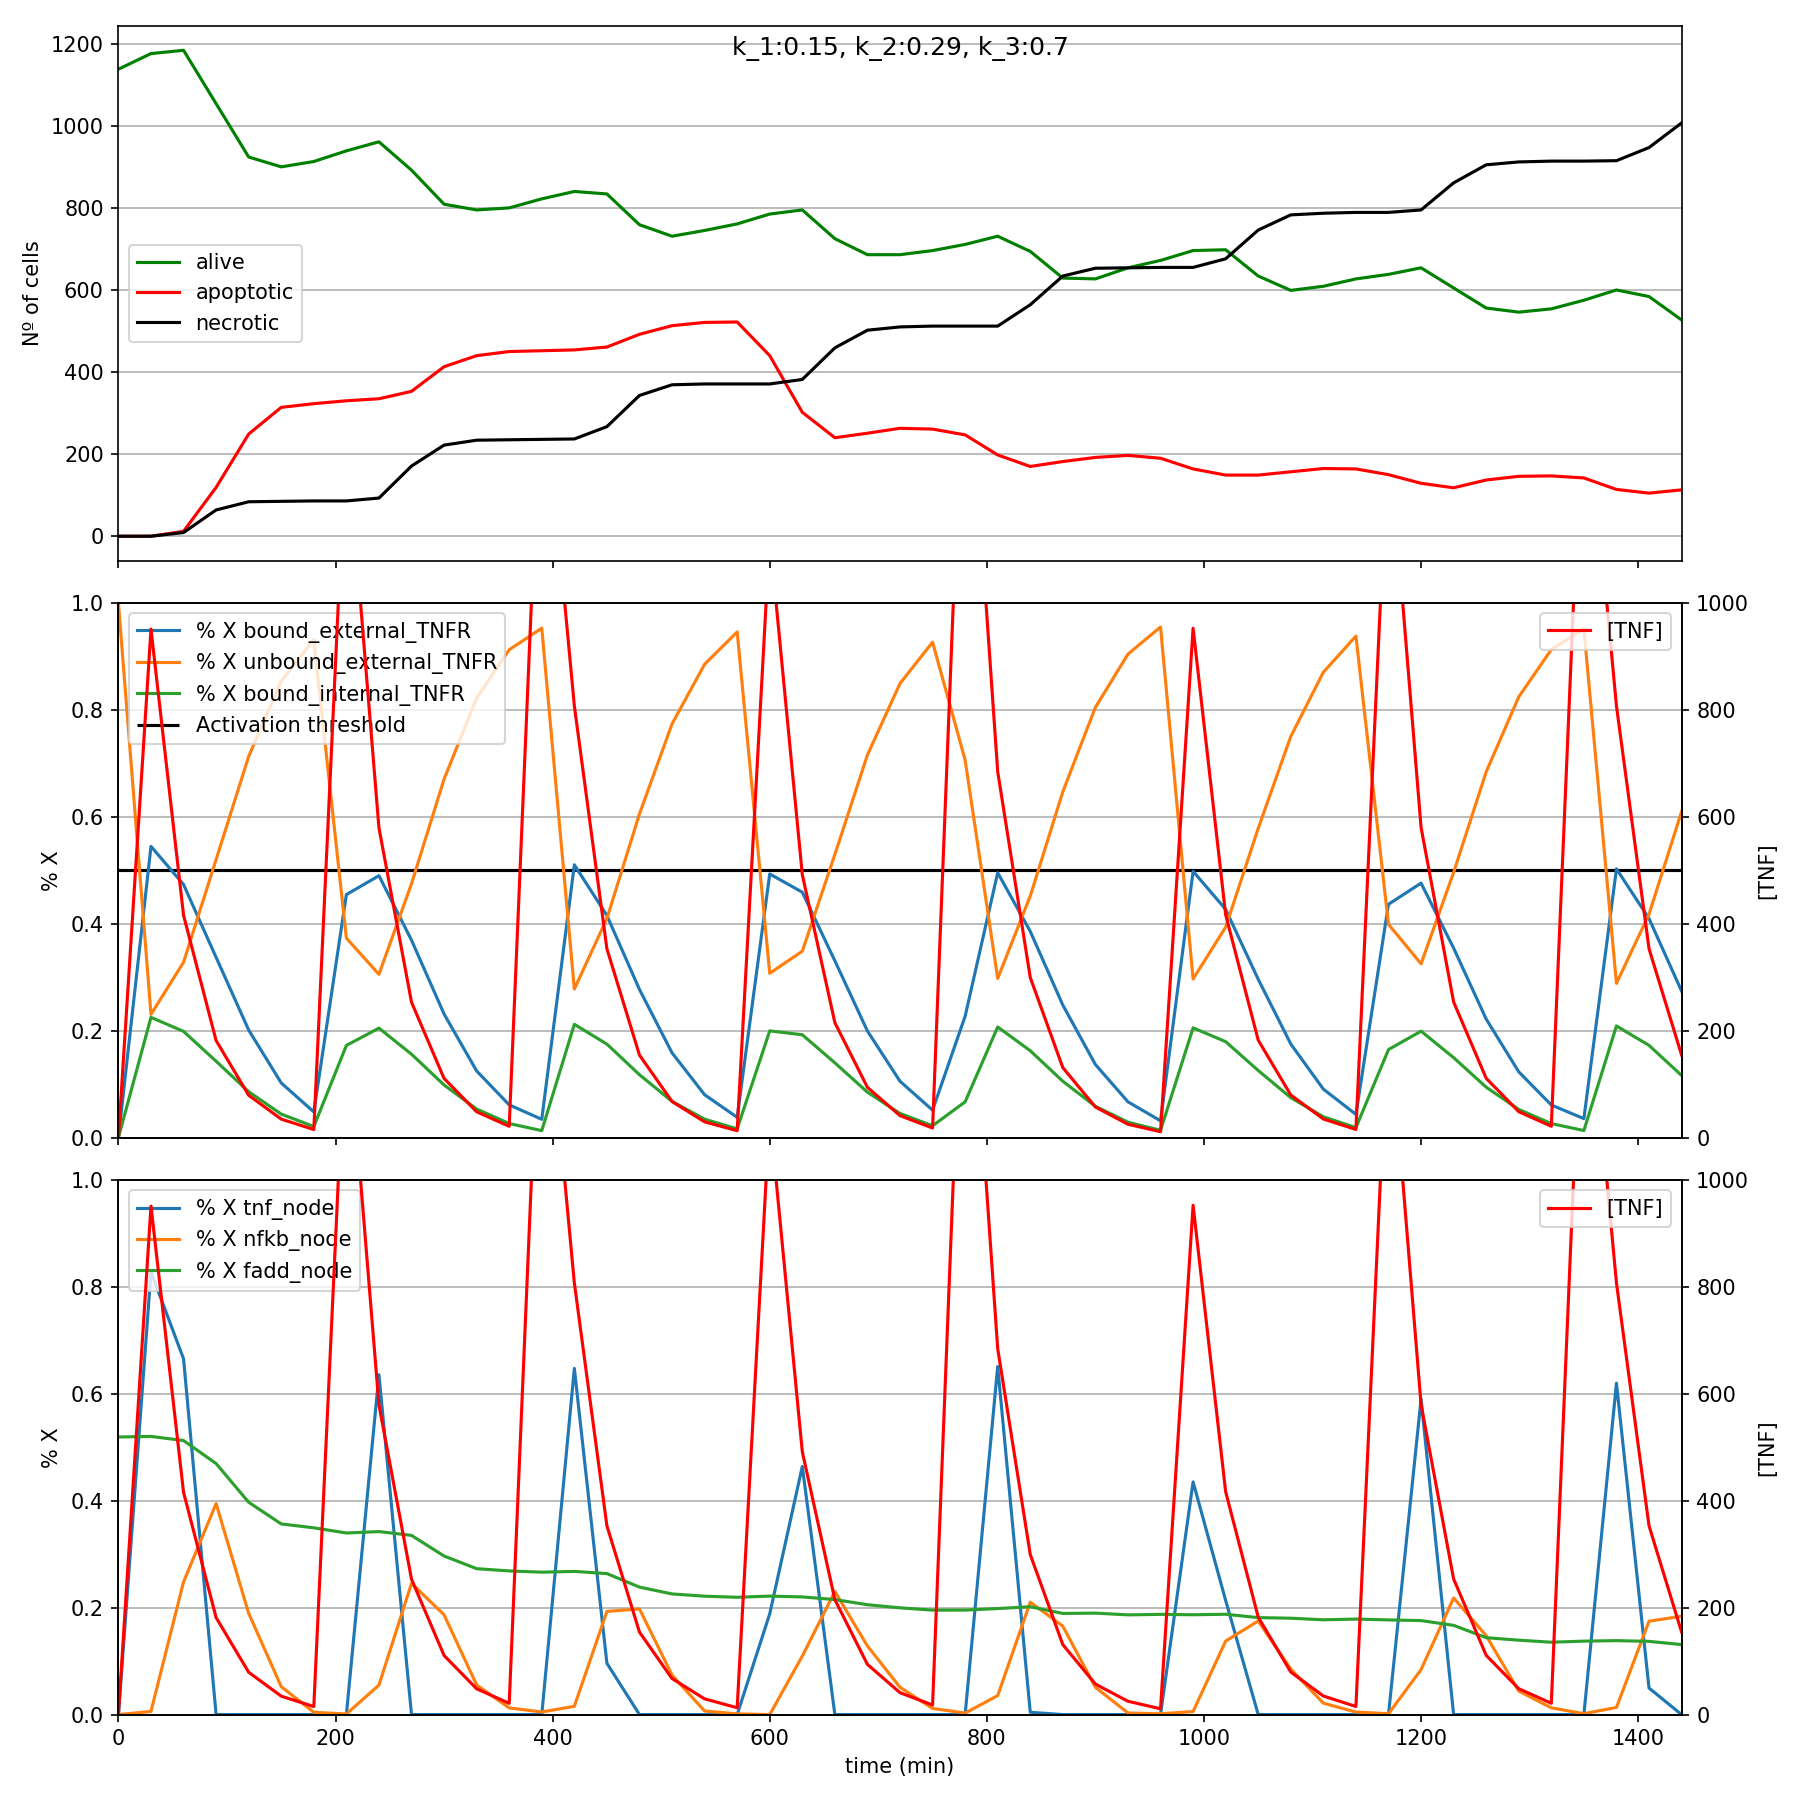 k_1:0.15, k_2:0.29, k_3:0.7
1200
1000
800
600
400
200
0
Nº of cells
alive
apoptotic
necrotic
1.0
0.8
0.6
0.4
0.2
0.0
% X
% X bound_external_TNFR
% X unbound_external_TNFR
% X bound_internal_TNFR
Activation threshold
[TNF]
1000
800
600
400
200
0
[TNF]
1.0
0.8
0.6
0.4
0.2
0.0
% X
% X tnf_node
% X nfkb_node
% X fadd_node
[TNF]
1000
800
600
400
200
0
[TNF]
0 200 400 600 800 1000 1200 1400
time (min)